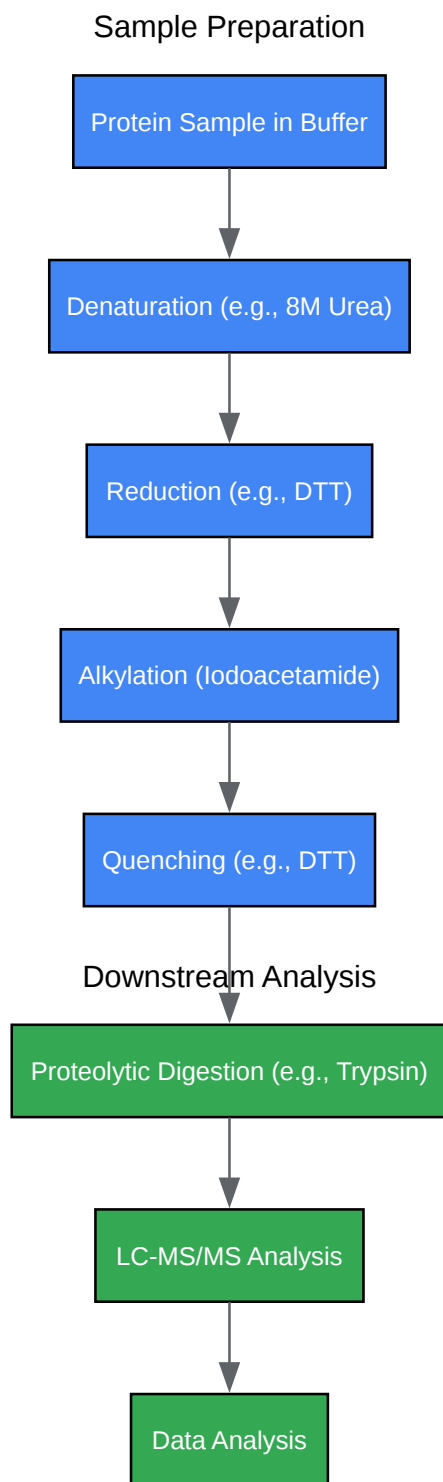 Sample Preparation
Protein Sample in Buffer
Denaturation (e.g., 8M Urea)
Reduction (e.g., DTT)
Alkylation (Iodoacetamide)
Quenching (e.g., DTT)
Downstream Analysis
Proteolytic Digestion (e.g., Trypsin)
LC-MS/MS Analysis
Data Analysis